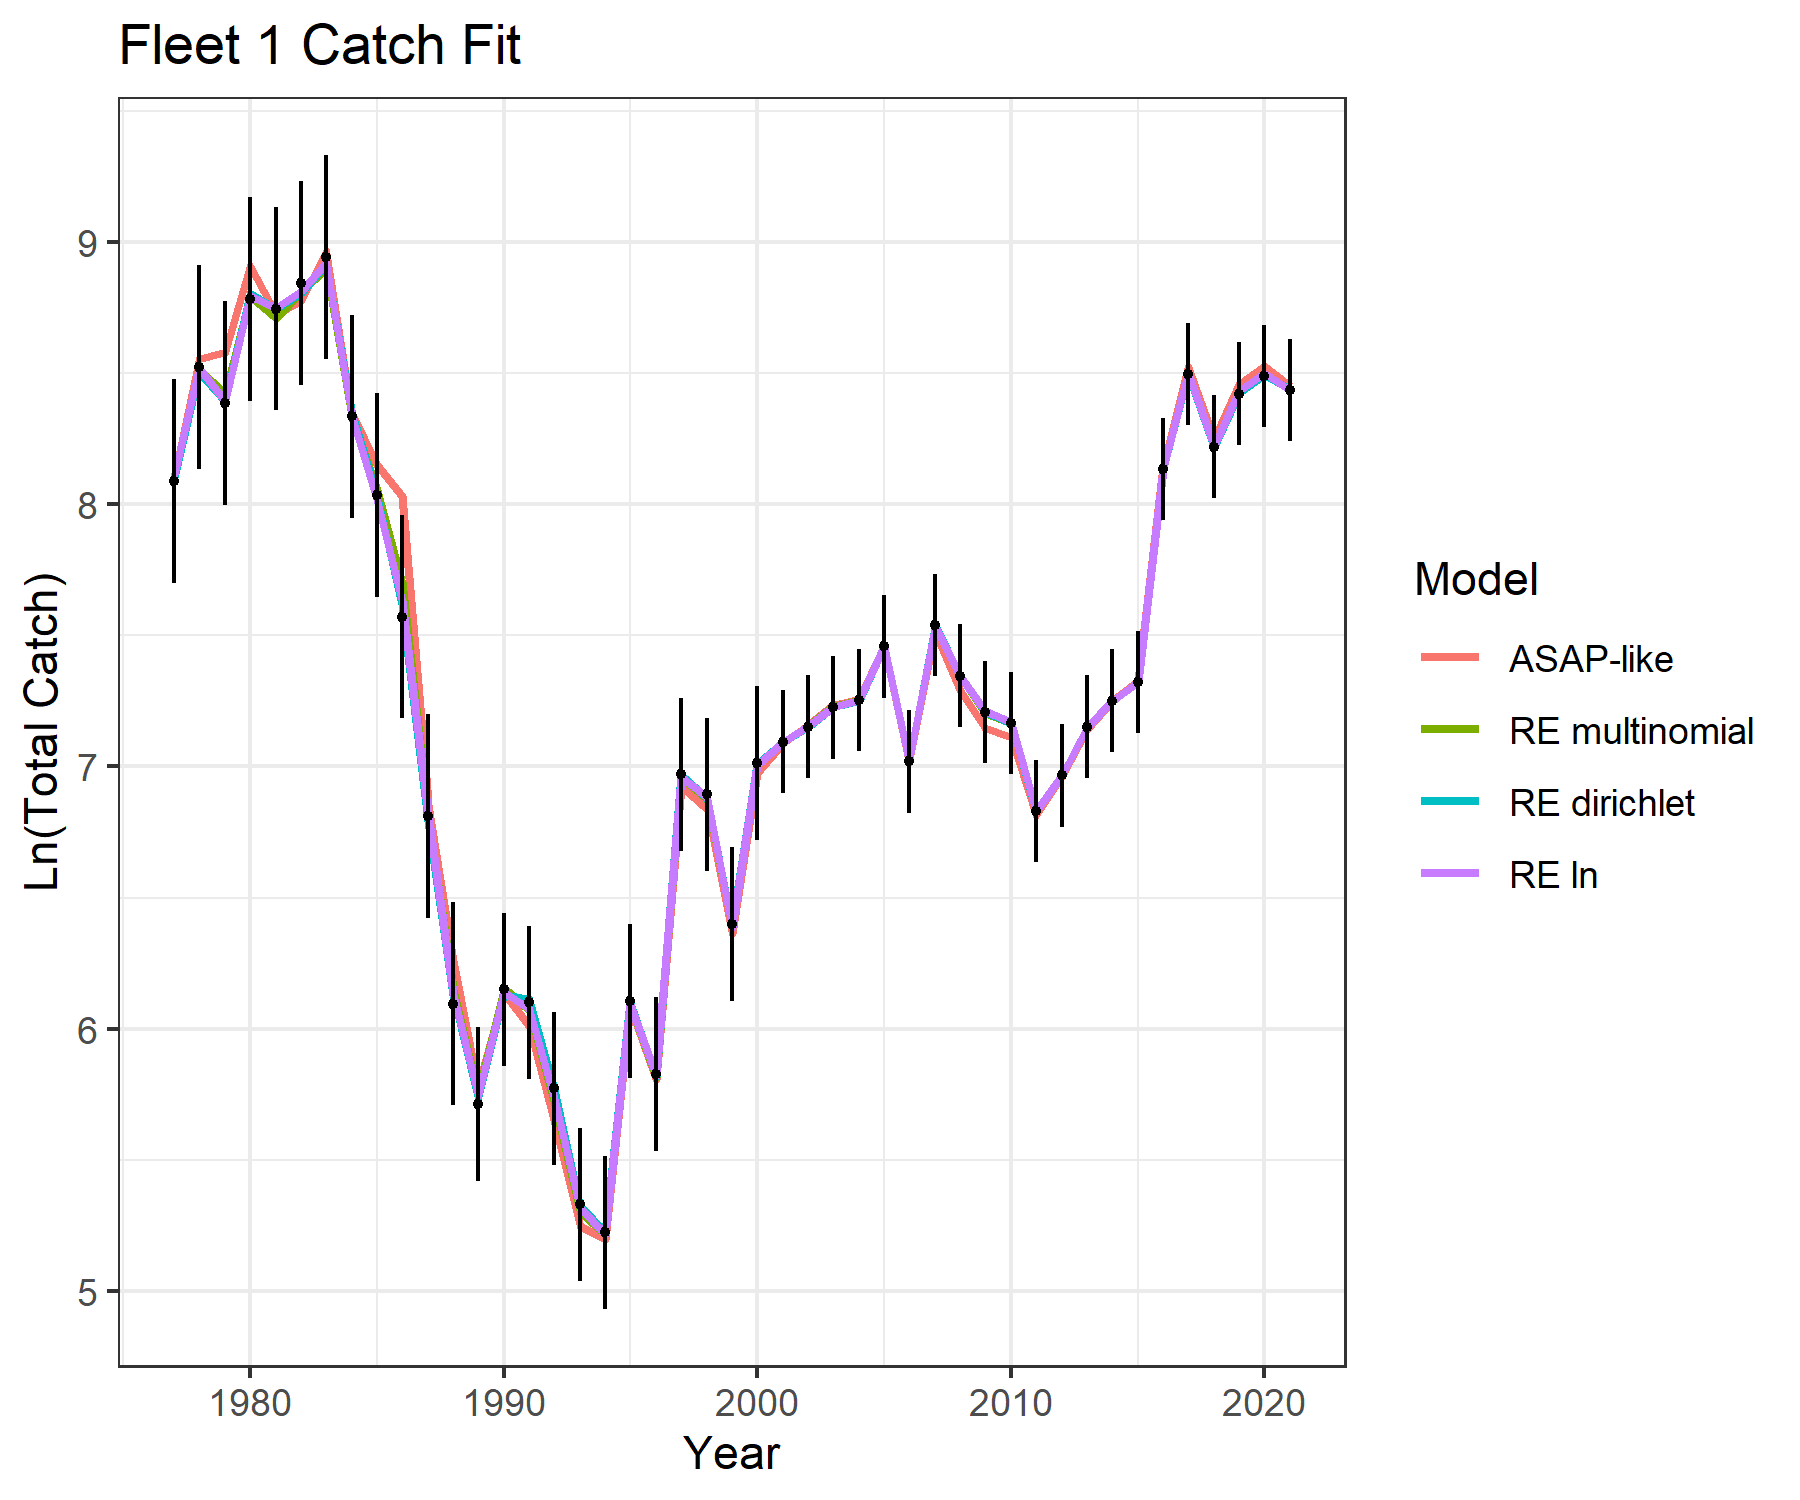 Fleet 1 Catch Fit
Ln(Total Catch)
9
8
7
6
5
1980 1990 2000 2010 2020
Year
Model
ASAP-like
RE multinomial
RE dirichlet
RE ln